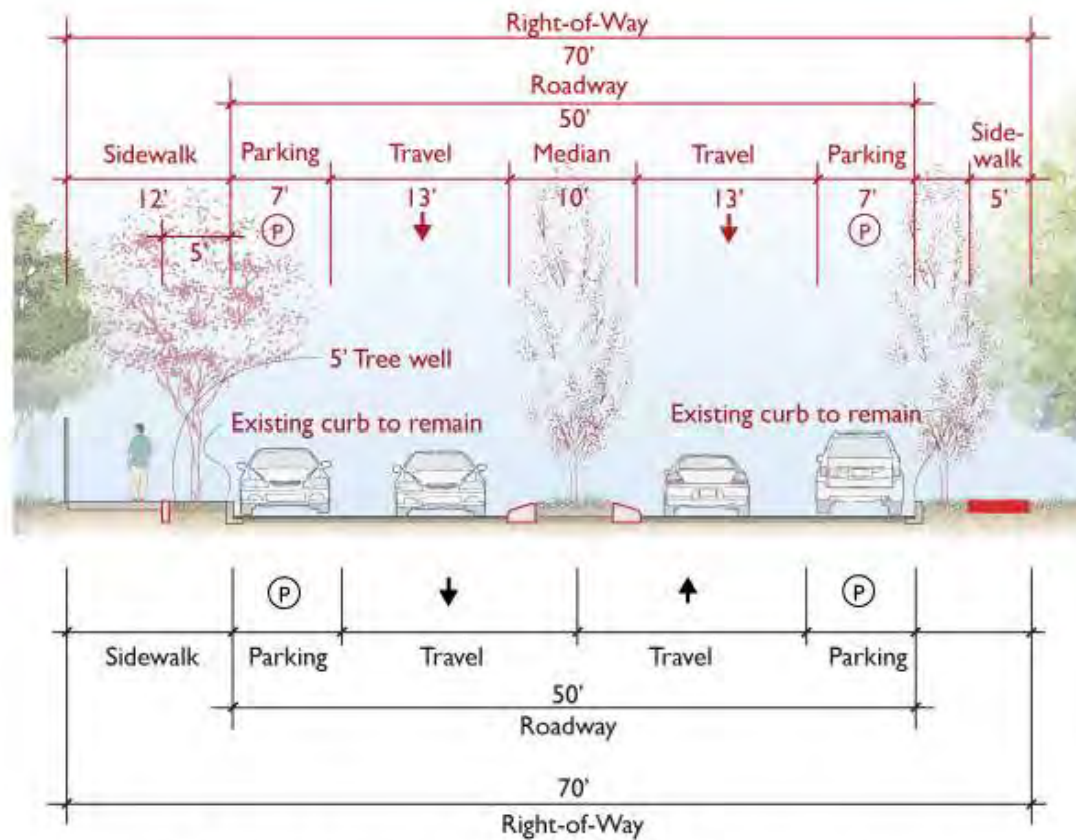 Right-of-Way
70'
Roadway
50'
Sidewalk Parking Travel Median Travel Parking Side-
walk
12' 7' 13' 10' 13' 7' 5'
P P
5'
5' Tree well
Existing curb to remain
Existing curb to remain
P P
Sidewalk Parking Travel Travel Parking
50'
Roadway
70'
Right-of-Way